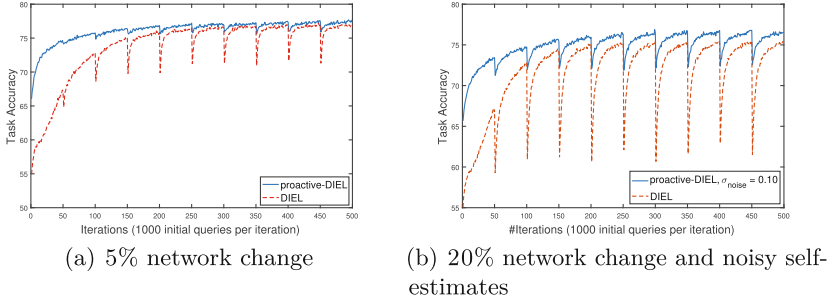 80
75
70
65
60
55
50
Task Accuracy
0 50 100 150 200 250 300 350 400 450 500
Iterations (1000 initial queries per iteration)
proactive-DIEL
DIEL
(a) 5% network change
80
75
70
65
60
55
Task Accuracy
0 50 100 150 200 250 300 350 400 450 500
#Iterations (1000 initial queries per iteration)
proactive-DIEL, σnoise = 0.10
DIEL
(b) 20% network change and noisy self-
estimates